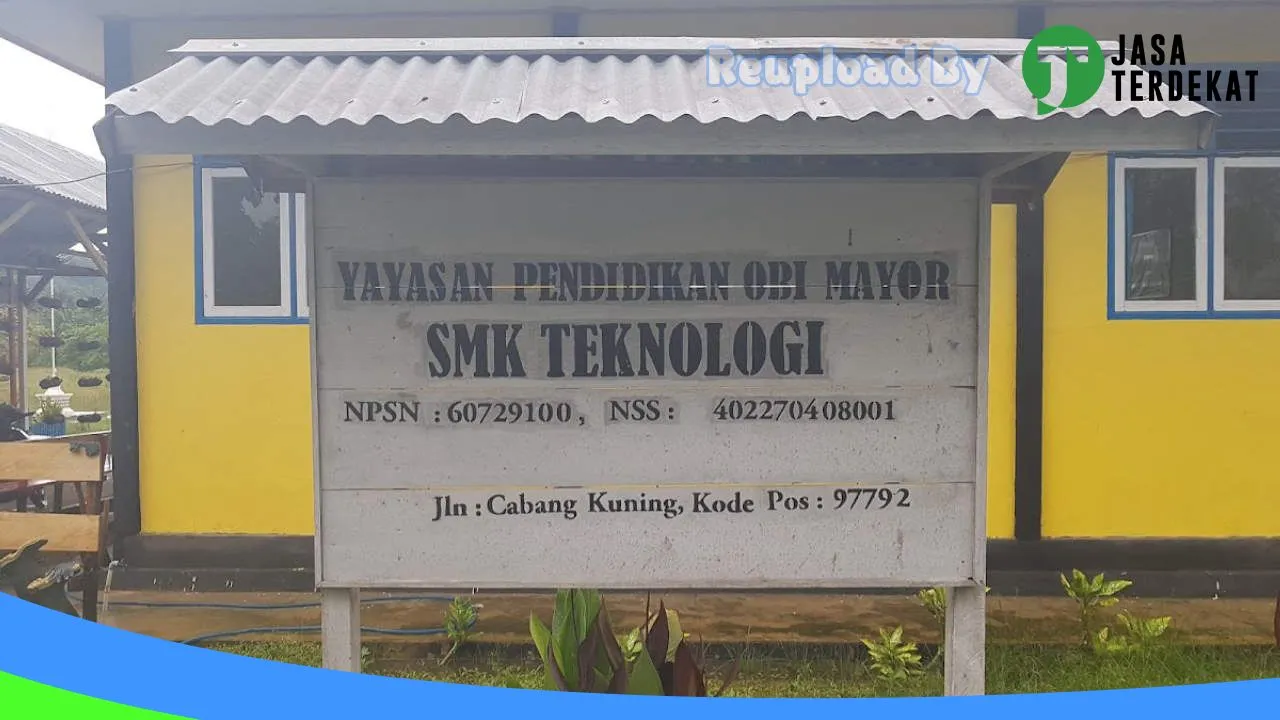 Reupload By
JASA
TERDEKAT
YAYASAN PENDIDIKAN OBI MAYOR
SMK TEKNOLOGI
NPSN : 60729100, NSS : 402270408001
Jln : Cabang Kuning, Kode Pos : 97792